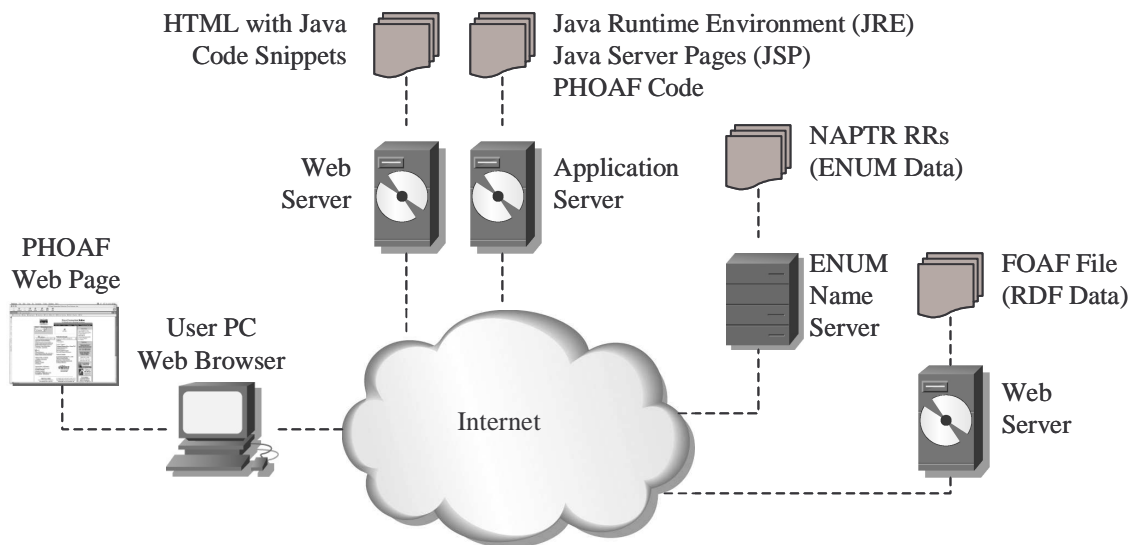 HTML with Java
Code Snippets
Java Runtime Environment (JRE)
Java Server Pages (JSP)
PHOAF Code
Web
Server
Application
Server
NAPTR RRs
(ENUM Data)
PHOAF
Web Page
User PC
Web Browser
ENUM
Name
Server
FOAF File
(RDF Data)
Internet
Web
Server